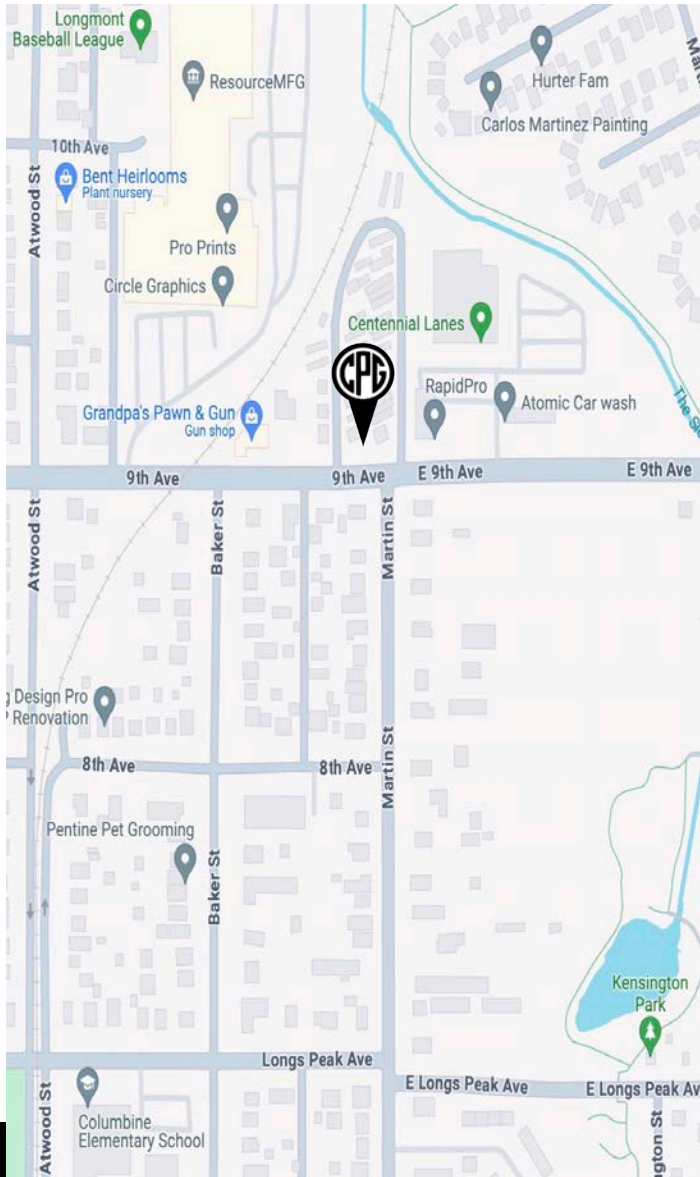 Longmont
Baseball League
ResourceMFG
Hurter Fam
Carlos Martinez Painting
10th Ave
Bent Heirlooms
Plant nursery
Atwood St
Pro Prints
Circle Graphics
Centennial Lanes
CPG
RapidPro
Atomic Car wash
Grandpa's Pawn & Gun
Gun shop
9th Ave
9th Ave
E 9th Ave
E 9th Ave
Atwood St
Baker St
Martin St
Design Pro
Renovation
8th Ave
8th Ave
Martin St
Pentine Pet Grooming
Baker St
Kensington
Park
Longs Peak Ave
E Longs Peak Ave
E Longs Peak Av
Columbine
Elementary School
Atwood St
ngton St